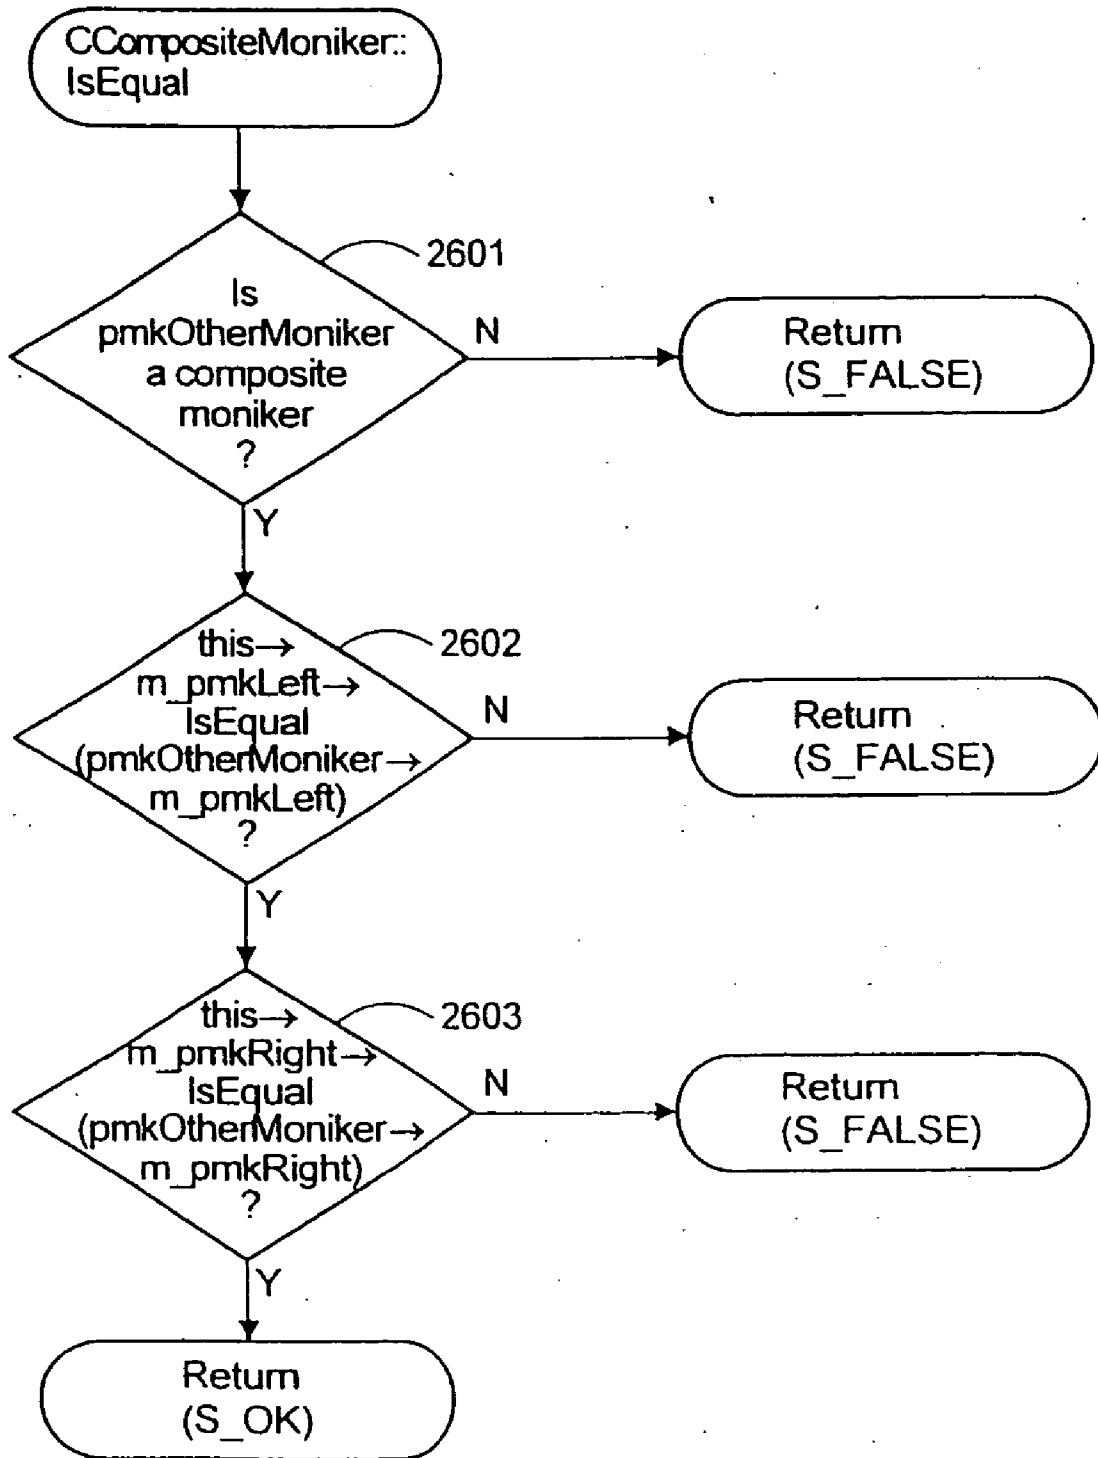 CCompositeMoniker::
IsEqual
2601
Is
pmkOtherMoniker
a composite
moniker
?
N
Return
(S_FALSE)
Y
2602
this→
m_pmkLeft→
IsEqual
(pmkOtherMoniker→
m_pmkLeft)
?
N
Return
(S_FALSE)
Y
2603
this→
m_pmkRight→
IsEqual
(pmkOtherMoniker→
m_pmkRight)
?
N
Return
(S_FALSE)
Y
Return
(S_OK)